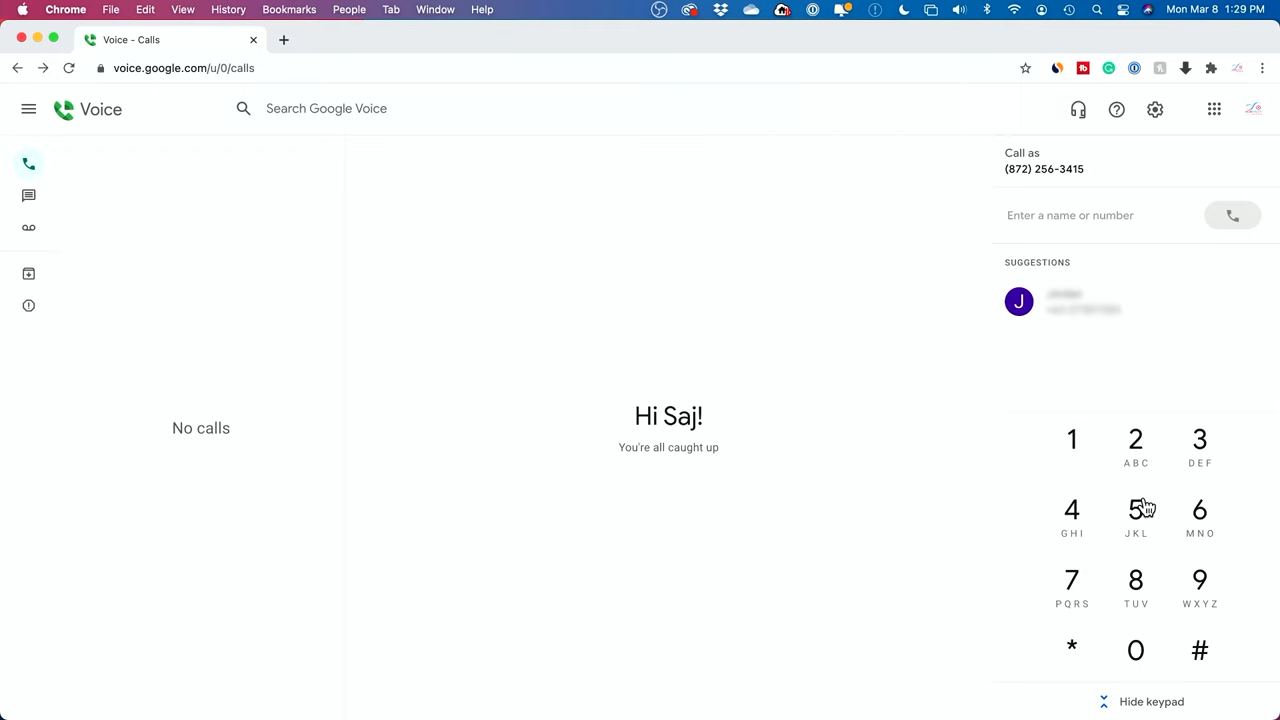 Chrome File Edit View History Bookmarks People Tab Window Help
Mon Mar 8 1:29 PM
Voice - Calls
voice.google.com/u/0/calls
Voice
Search Google Voice
Call as
(872) 256-3415
Enter a name or number
SUGGESTIONS
J
No calls
Hi Saj!
You're all caught up
1 2 3
ABC DEF
4 5 6
GHI JKL MNO
7 8 9
PQRS TUV WXYZ
* 0 #
Hide keypad